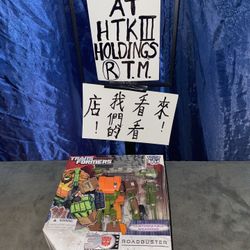 AT
HTKIII
HOLDINGS
® T.M.
來!
看看
我們的
店!
TRANSFORMERS
ROADBUSTER